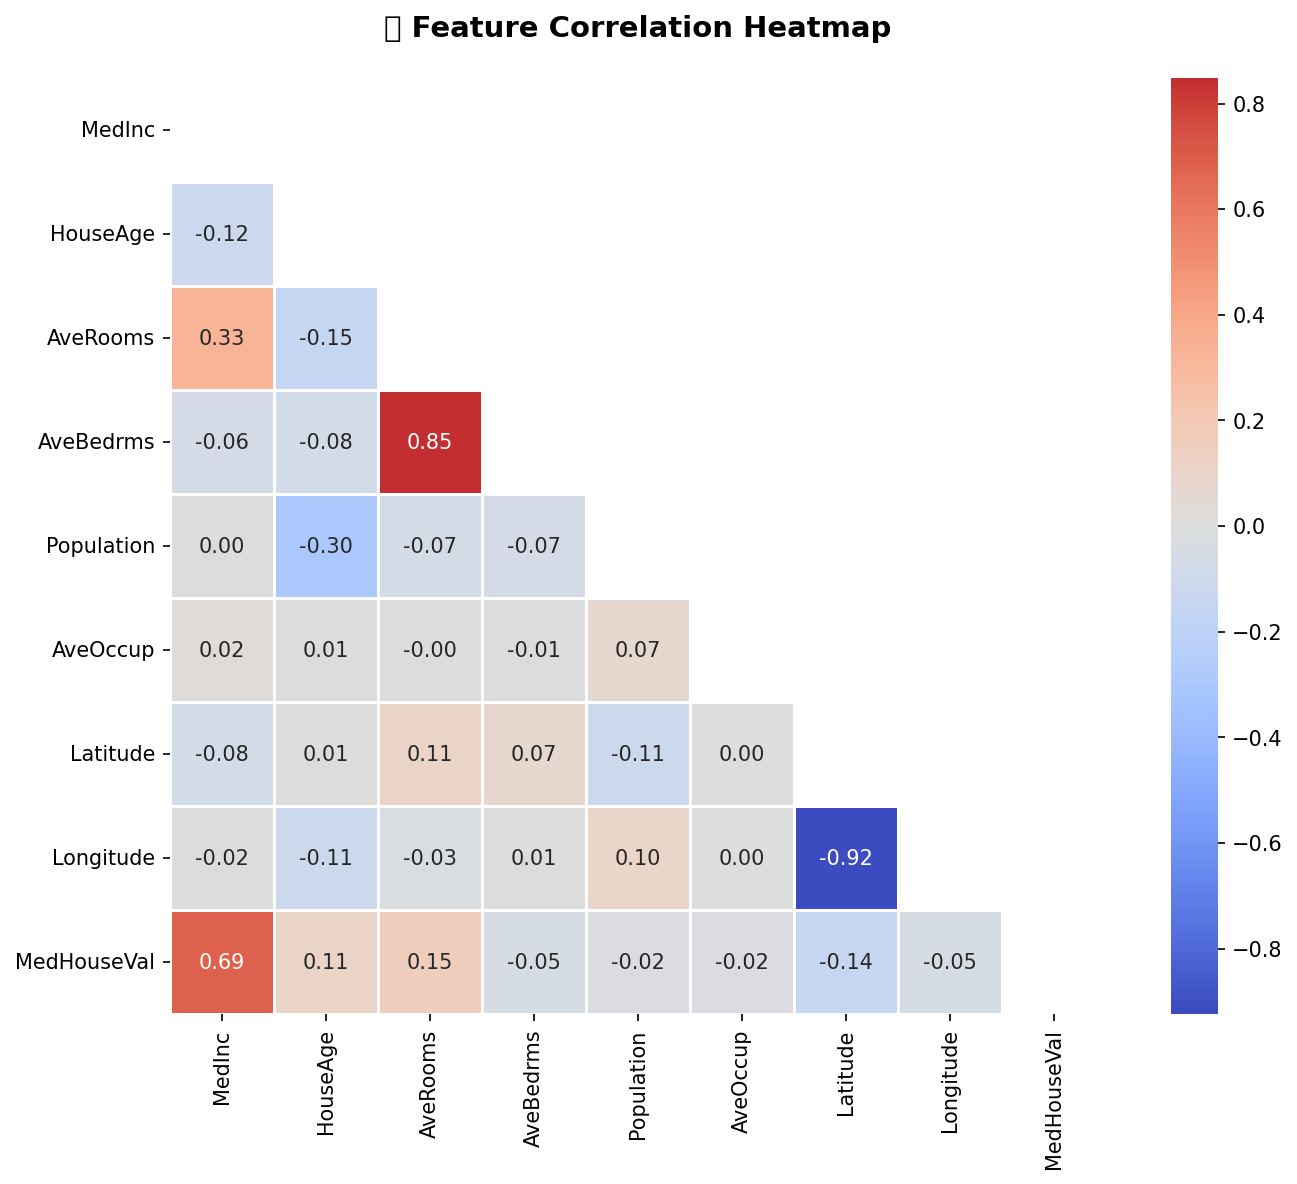 Feature Correlation Heatmap
MedInc
HouseAge -0.12
AveRooms 0.33 -0.15
AveBedrms -0.06 -0.08 0.85
Population 0.00 -0.30 -0.07 -0.07
AveOccup 0.02 0.01 -0.00 -0.01 0.07
Latitude -0.08 0.01 0.11 0.07 -0.11 0.00
Longitude -0.02 -0.11 -0.03 0.01 0.10 0.00 -0.92
MedHouseVal 0.69 0.11 0.15 -0.05 -0.02 -0.02 -0.14 -0.05
MedInc HouseAge AveRooms AveBedrms Population AveOccup Latitude Longitude MedHouseVal
0.8
0.6
0.4
0.2
0.0
−0.2
−0.4
−0.6
−0.8